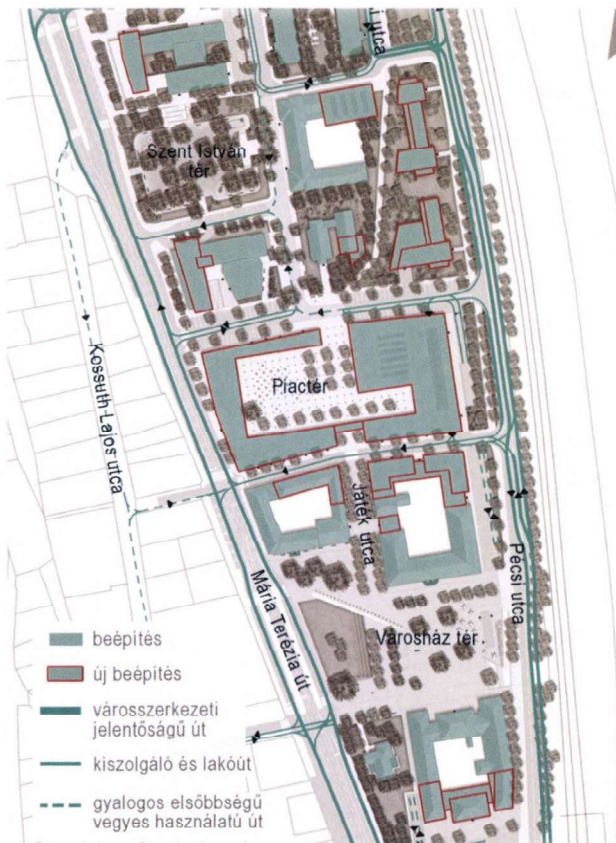 i utca
Szent István
tér
Kossuth Lajos utca
Piactér
Játék utca
Pécsi utca
Mária Terézia út
Városház tér
beépítés
új beépítés
városszerkezeti
jelentőságű út
kiszolgáló és lakóút
gyalogos elsőbbségű
vegyes használatú út